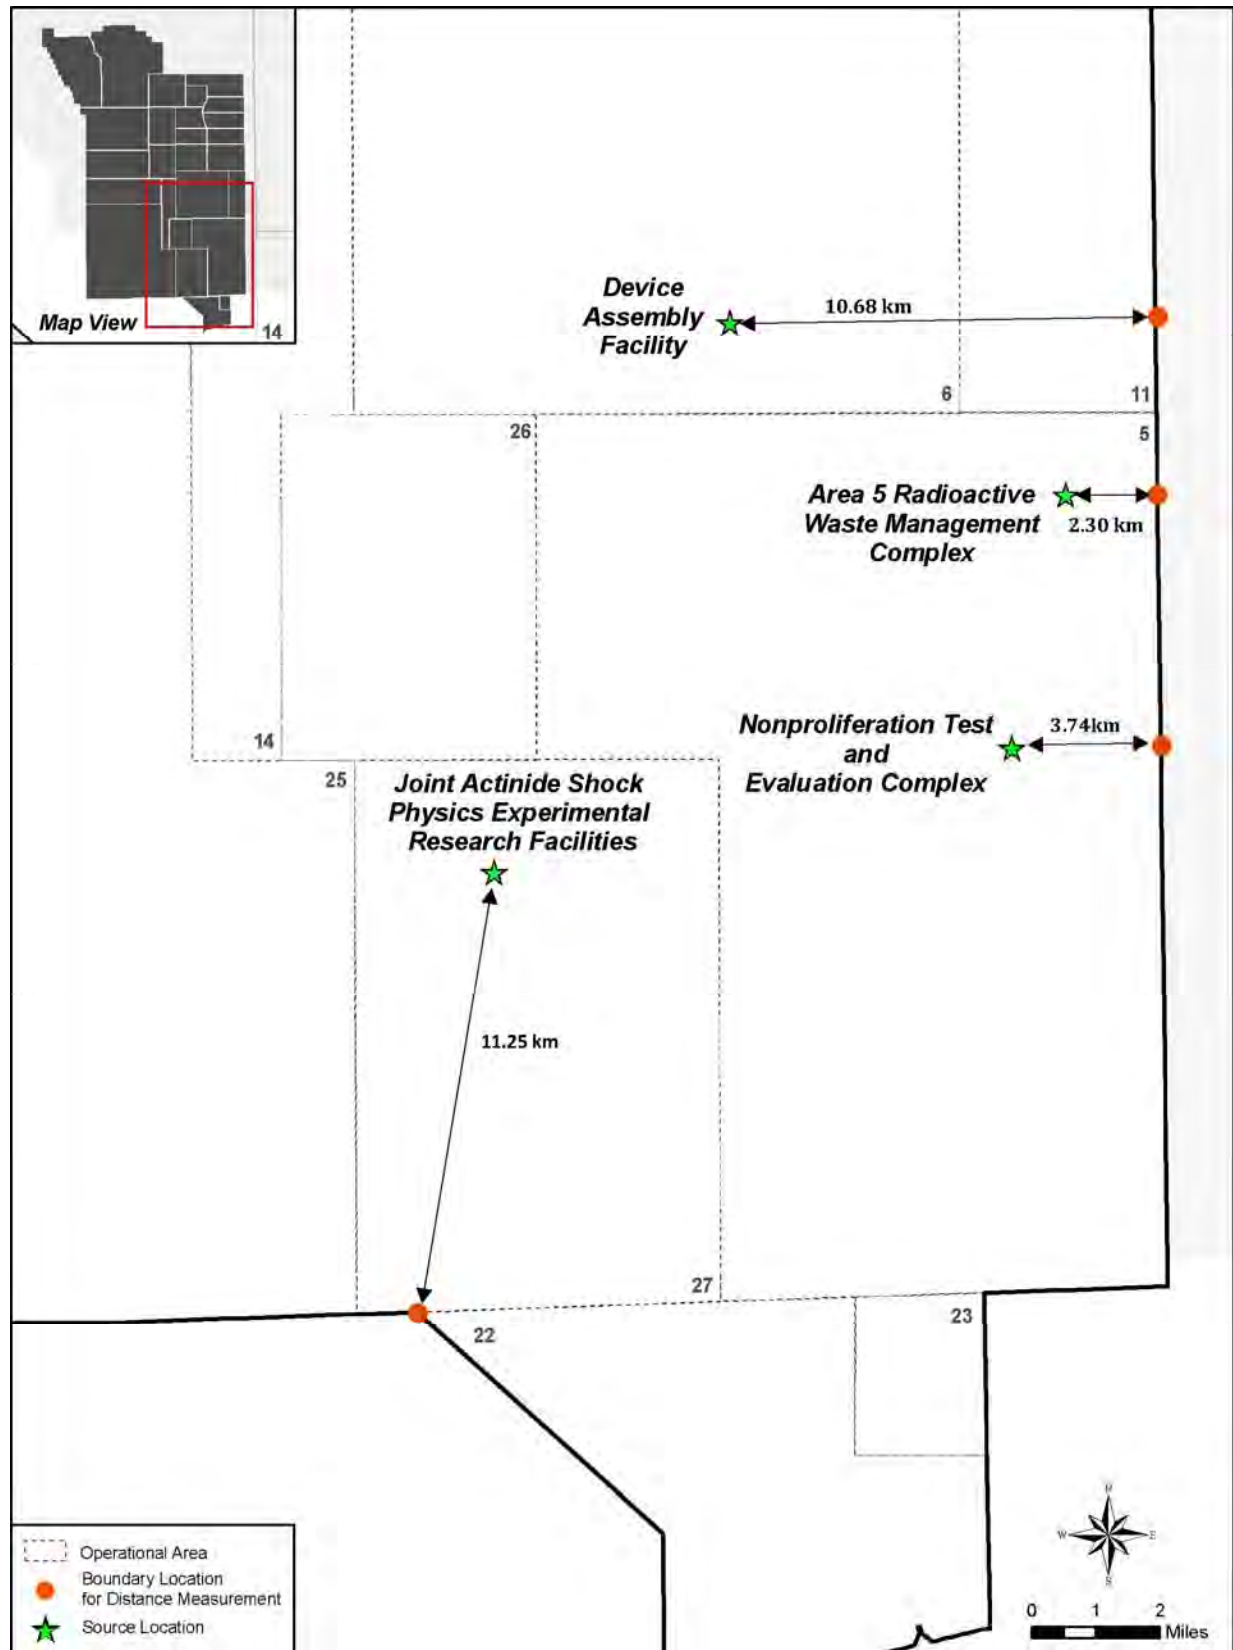 Map View
14
Device
Assembly
Facility
10.68 km
6
11
26
5
Area 5 Radioactive
Waste Management
Complex
2.30 km
14
25
Nonproliferation Test
and
Evaluation Complex
3.74km
Joint Actinide Shock
Physics Experimental
Research Facilities
11.25 km
27
22
23
Operational Area
Boundary Location
for Distance Measurement
Source Location
N
W
E
S
0 1 2
Miles